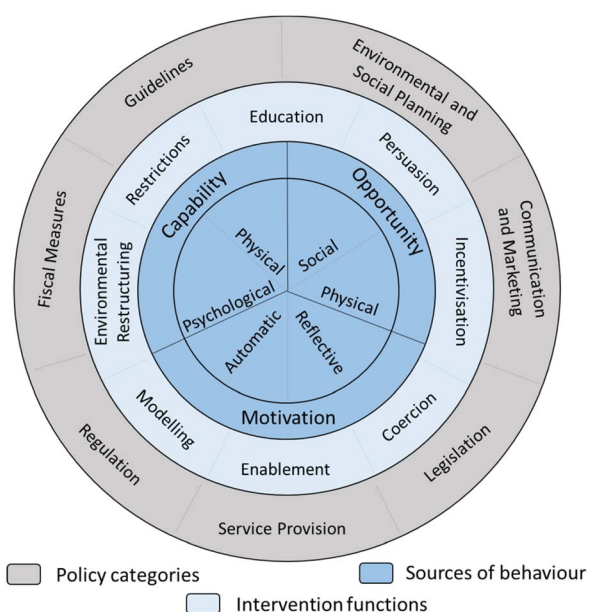 Guidelines
Environmental and
Social Planning
Communication
and Marketing
Legislation
Service Provision
Regulation
Fiscal Measures
Education
Persuasion
Incentivisation
Coercion
Enablement
Modelling
Environmental
Restructuring
Restrictions
Capability
Opportunity
Motivation
Physical
Social
Physical
Reflective
Automatic
Psychological
Policy categories
Sources of behaviour
Intervention functions